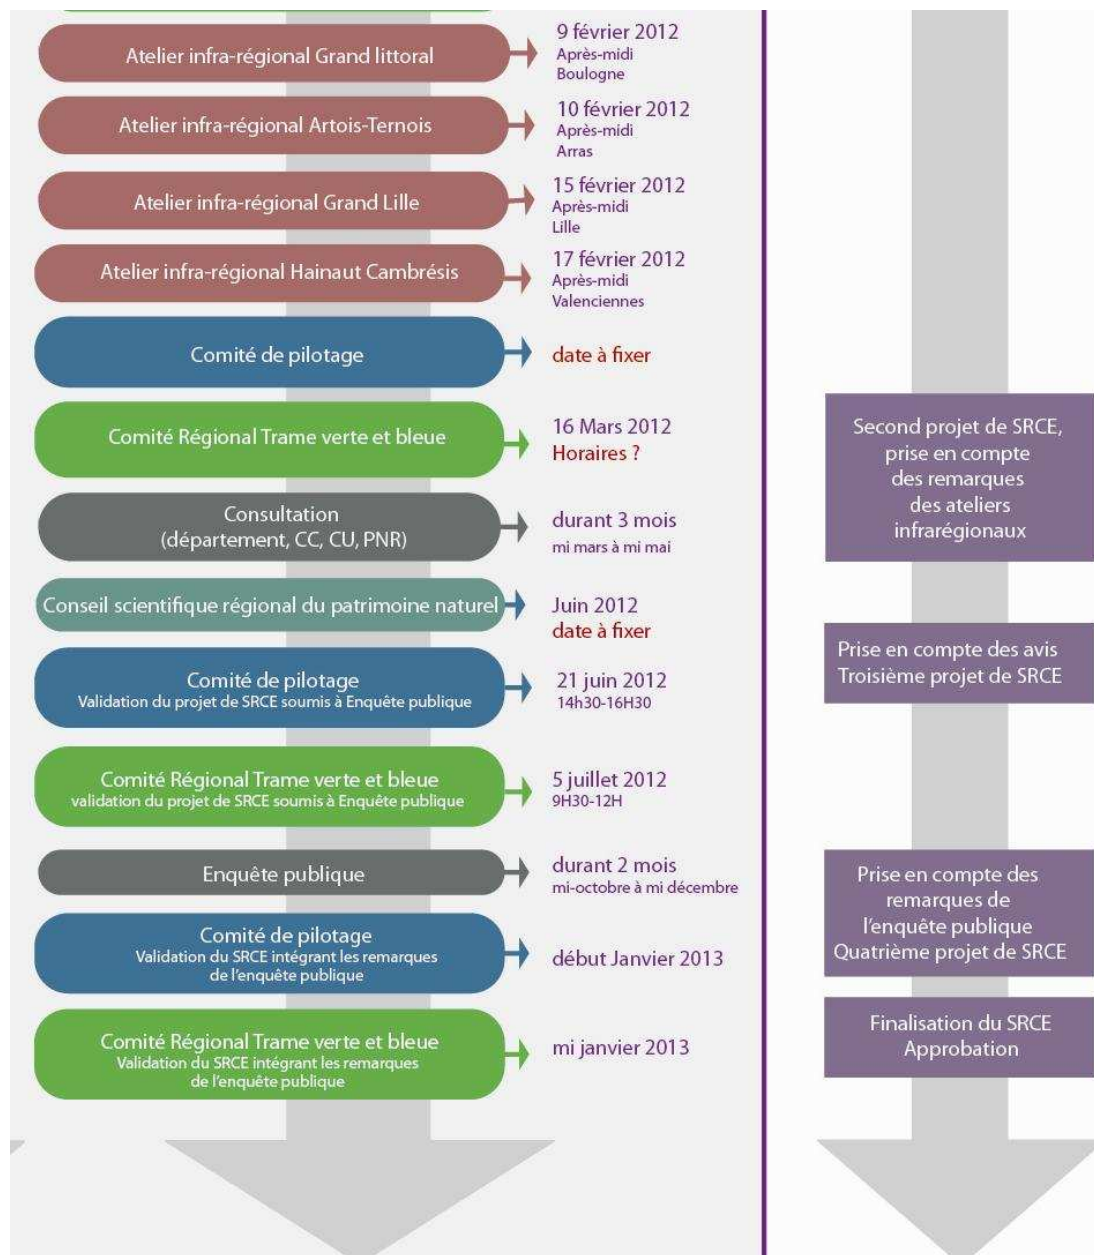 Atelier infra-régional Grand littoral
9 février 2012
Après-midi
Boulogne
Atelier infra-régional Artois-Ternois
10 février 2012
Après-midi
Arras
Atelier infra-régional Grand Lille
15 février 2012
Après-midi
Lille
Atelier infra-régional Hainaut Cambrésis
17 février 2012
Après-midi
Valenciennes
Comité de pilotage
date à fixer
Comité Régional Trame verte et bleue
16 Mars 2012
Horaires ?
Consultation
(département, CC, CU, PNR)
durant 3 mois
mi mars à mi mai
Conseil scientifique régional du patrimoine naturel
Juin 2012
date à fixer
Comité de pilotage
Validation du projet de SRCE soumis à Enquête publique
21 juin 2012
14h30-16H30
Comité Régional Trame verte et bleue
validation du projet de SRCE soumis à Enquête publique
5 juillet 2012
9H30-12H
Enquête publique
durant 2 mois
mi-octobre à mi décembre
Comité de pilotage
Validation du SRCE intégrant les remarques
de l'enquête publique
début Janvier 2013
Comité Régional Trame verte et bleue
Validation du SRCE intégrant les remarques
de l'enquête publique
mi janvier 2013
Second projet de SRCE,
prise en compte
des remarques
des ateliers
infrarégionaux
Prise en compte des avis
Troisième projet de SRCE
Prise en compte des
remarques de
l'enquête publique
Quatrième projet de SRCE
Finalisation du SRCE
Approbation